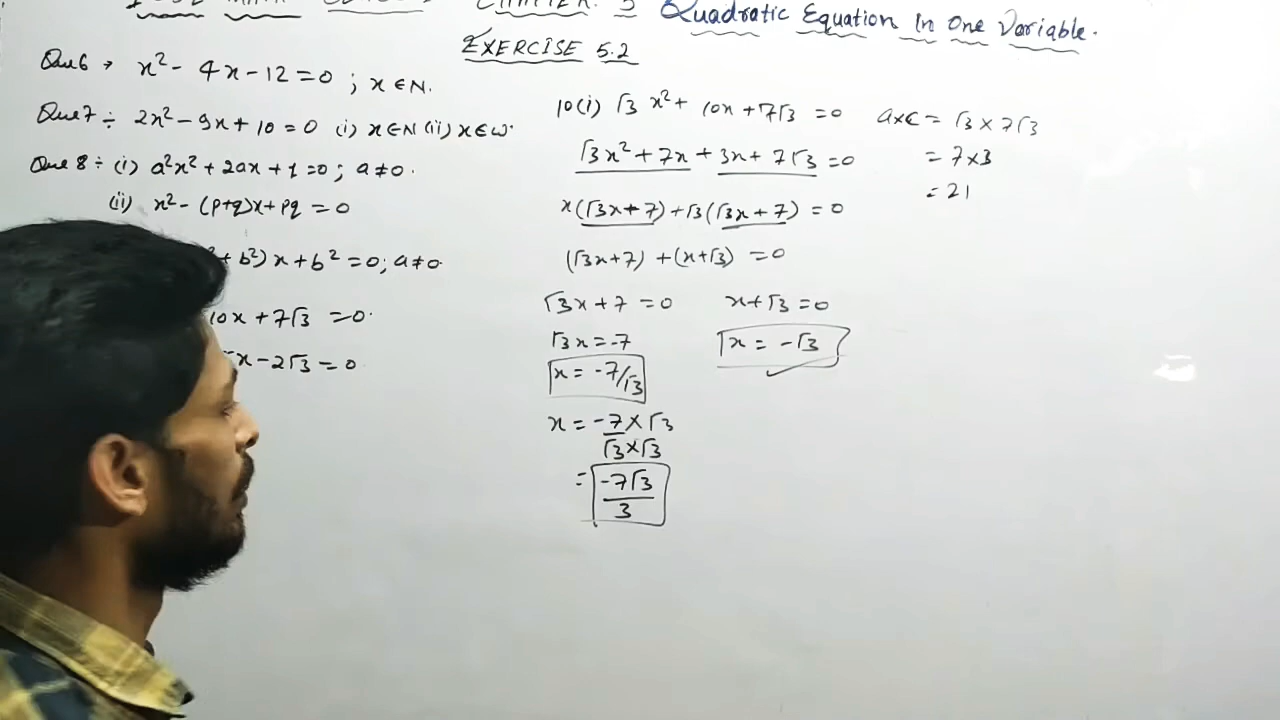 Quadratic Equation In One Variable.
EXERCISE 5.2
Que 6 → x² - 4x - 12 = 0 ; x ∈ N.
Que 7 ÷ 2x² - 9x + 10 = 0 (i) x ∈ N (ii) x ∈ W.
Que 8 ÷ (i) a²x² + 2ax + 1 = 0 ; a ≠ 0.
(ii) x² - (p+q)x + pq = 0
+ b²) x + b² = 0; a ≠ 0.
10x + 7√3 = 0.
x - 2√3 = 0
10(i) √3 x² + 10x + 7√3 = 0
√3x² + 7x + 3x + 7√3 = 0
x(√3x + 7) + √3(√3x + 7) = 0
(√3x+7) + (x+√3) = 0
√3x + 7 = 0
√3x = -7
x = -7/√3
x = -7 × √3
√3 × √3
= -7√3
3
x + √3 = 0
x = -√3
a×c = √3 × 7√3
= 7×3
= 21